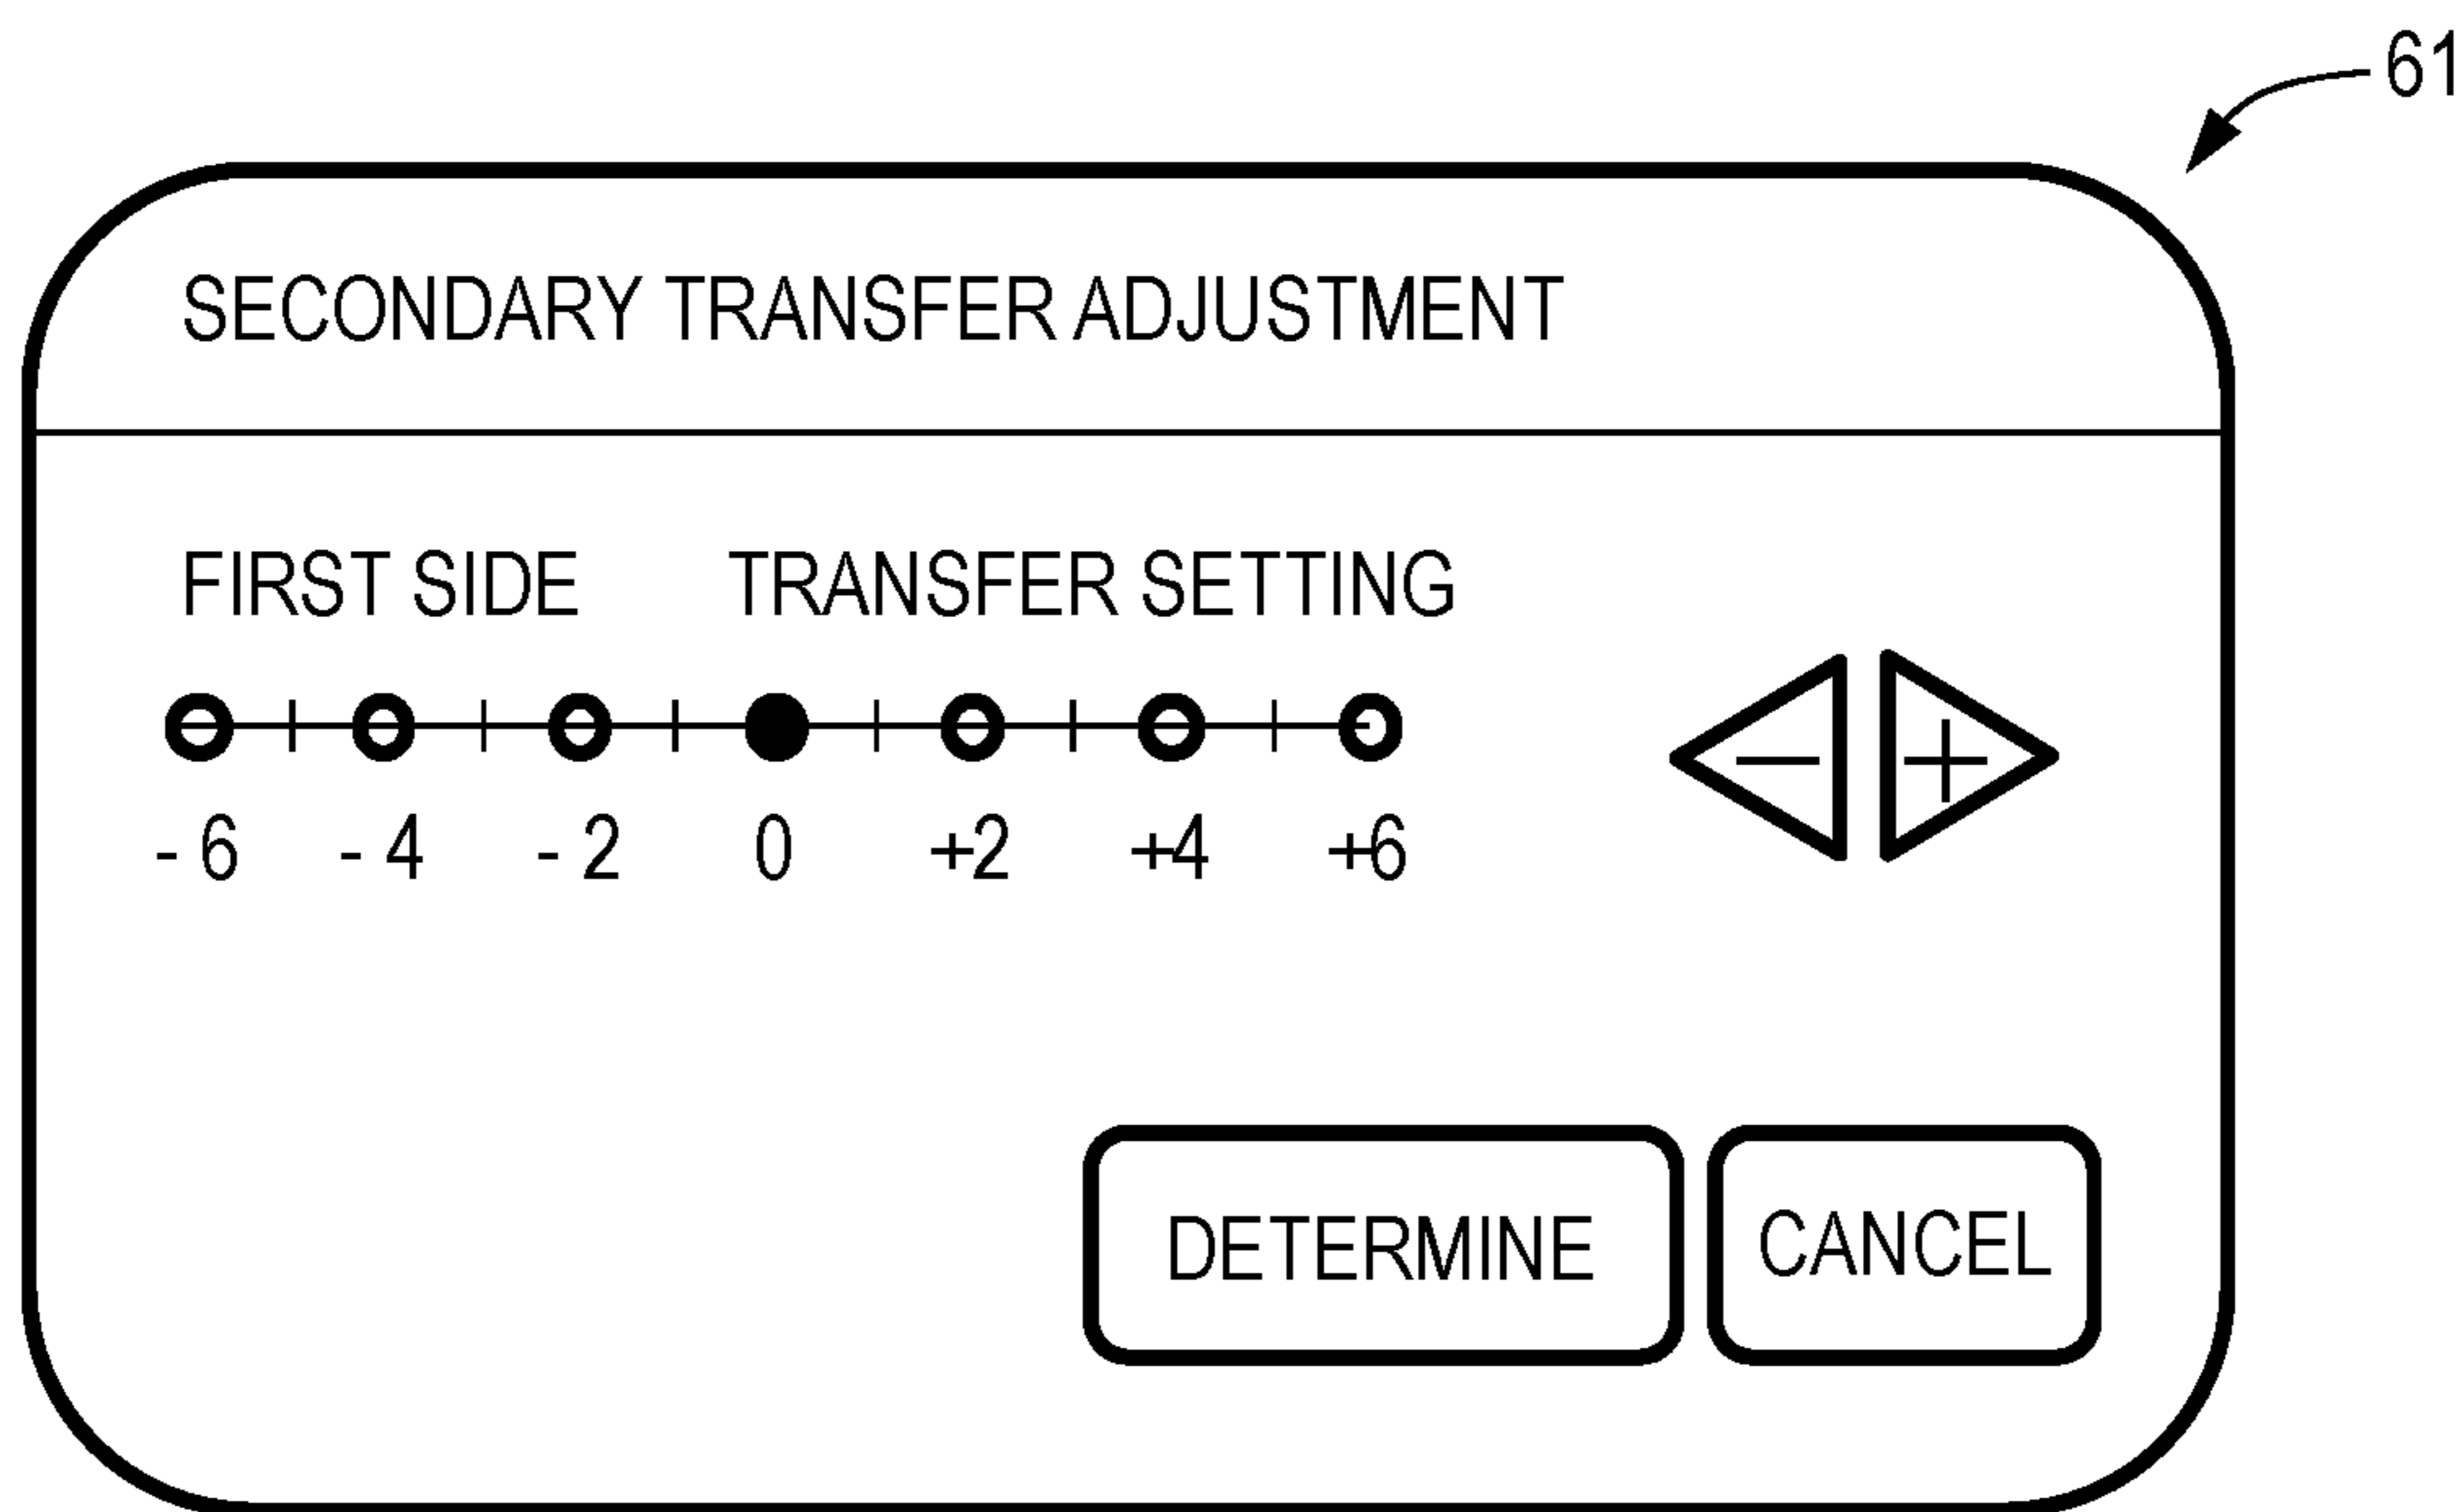 61
SECONDARY TRANSFER ADJUSTMENT
FIRST SIDE TRANSFER SETTING
- +
- 6 - 4 - 2 0 +2 +4 +6
DETERMINE CANCEL